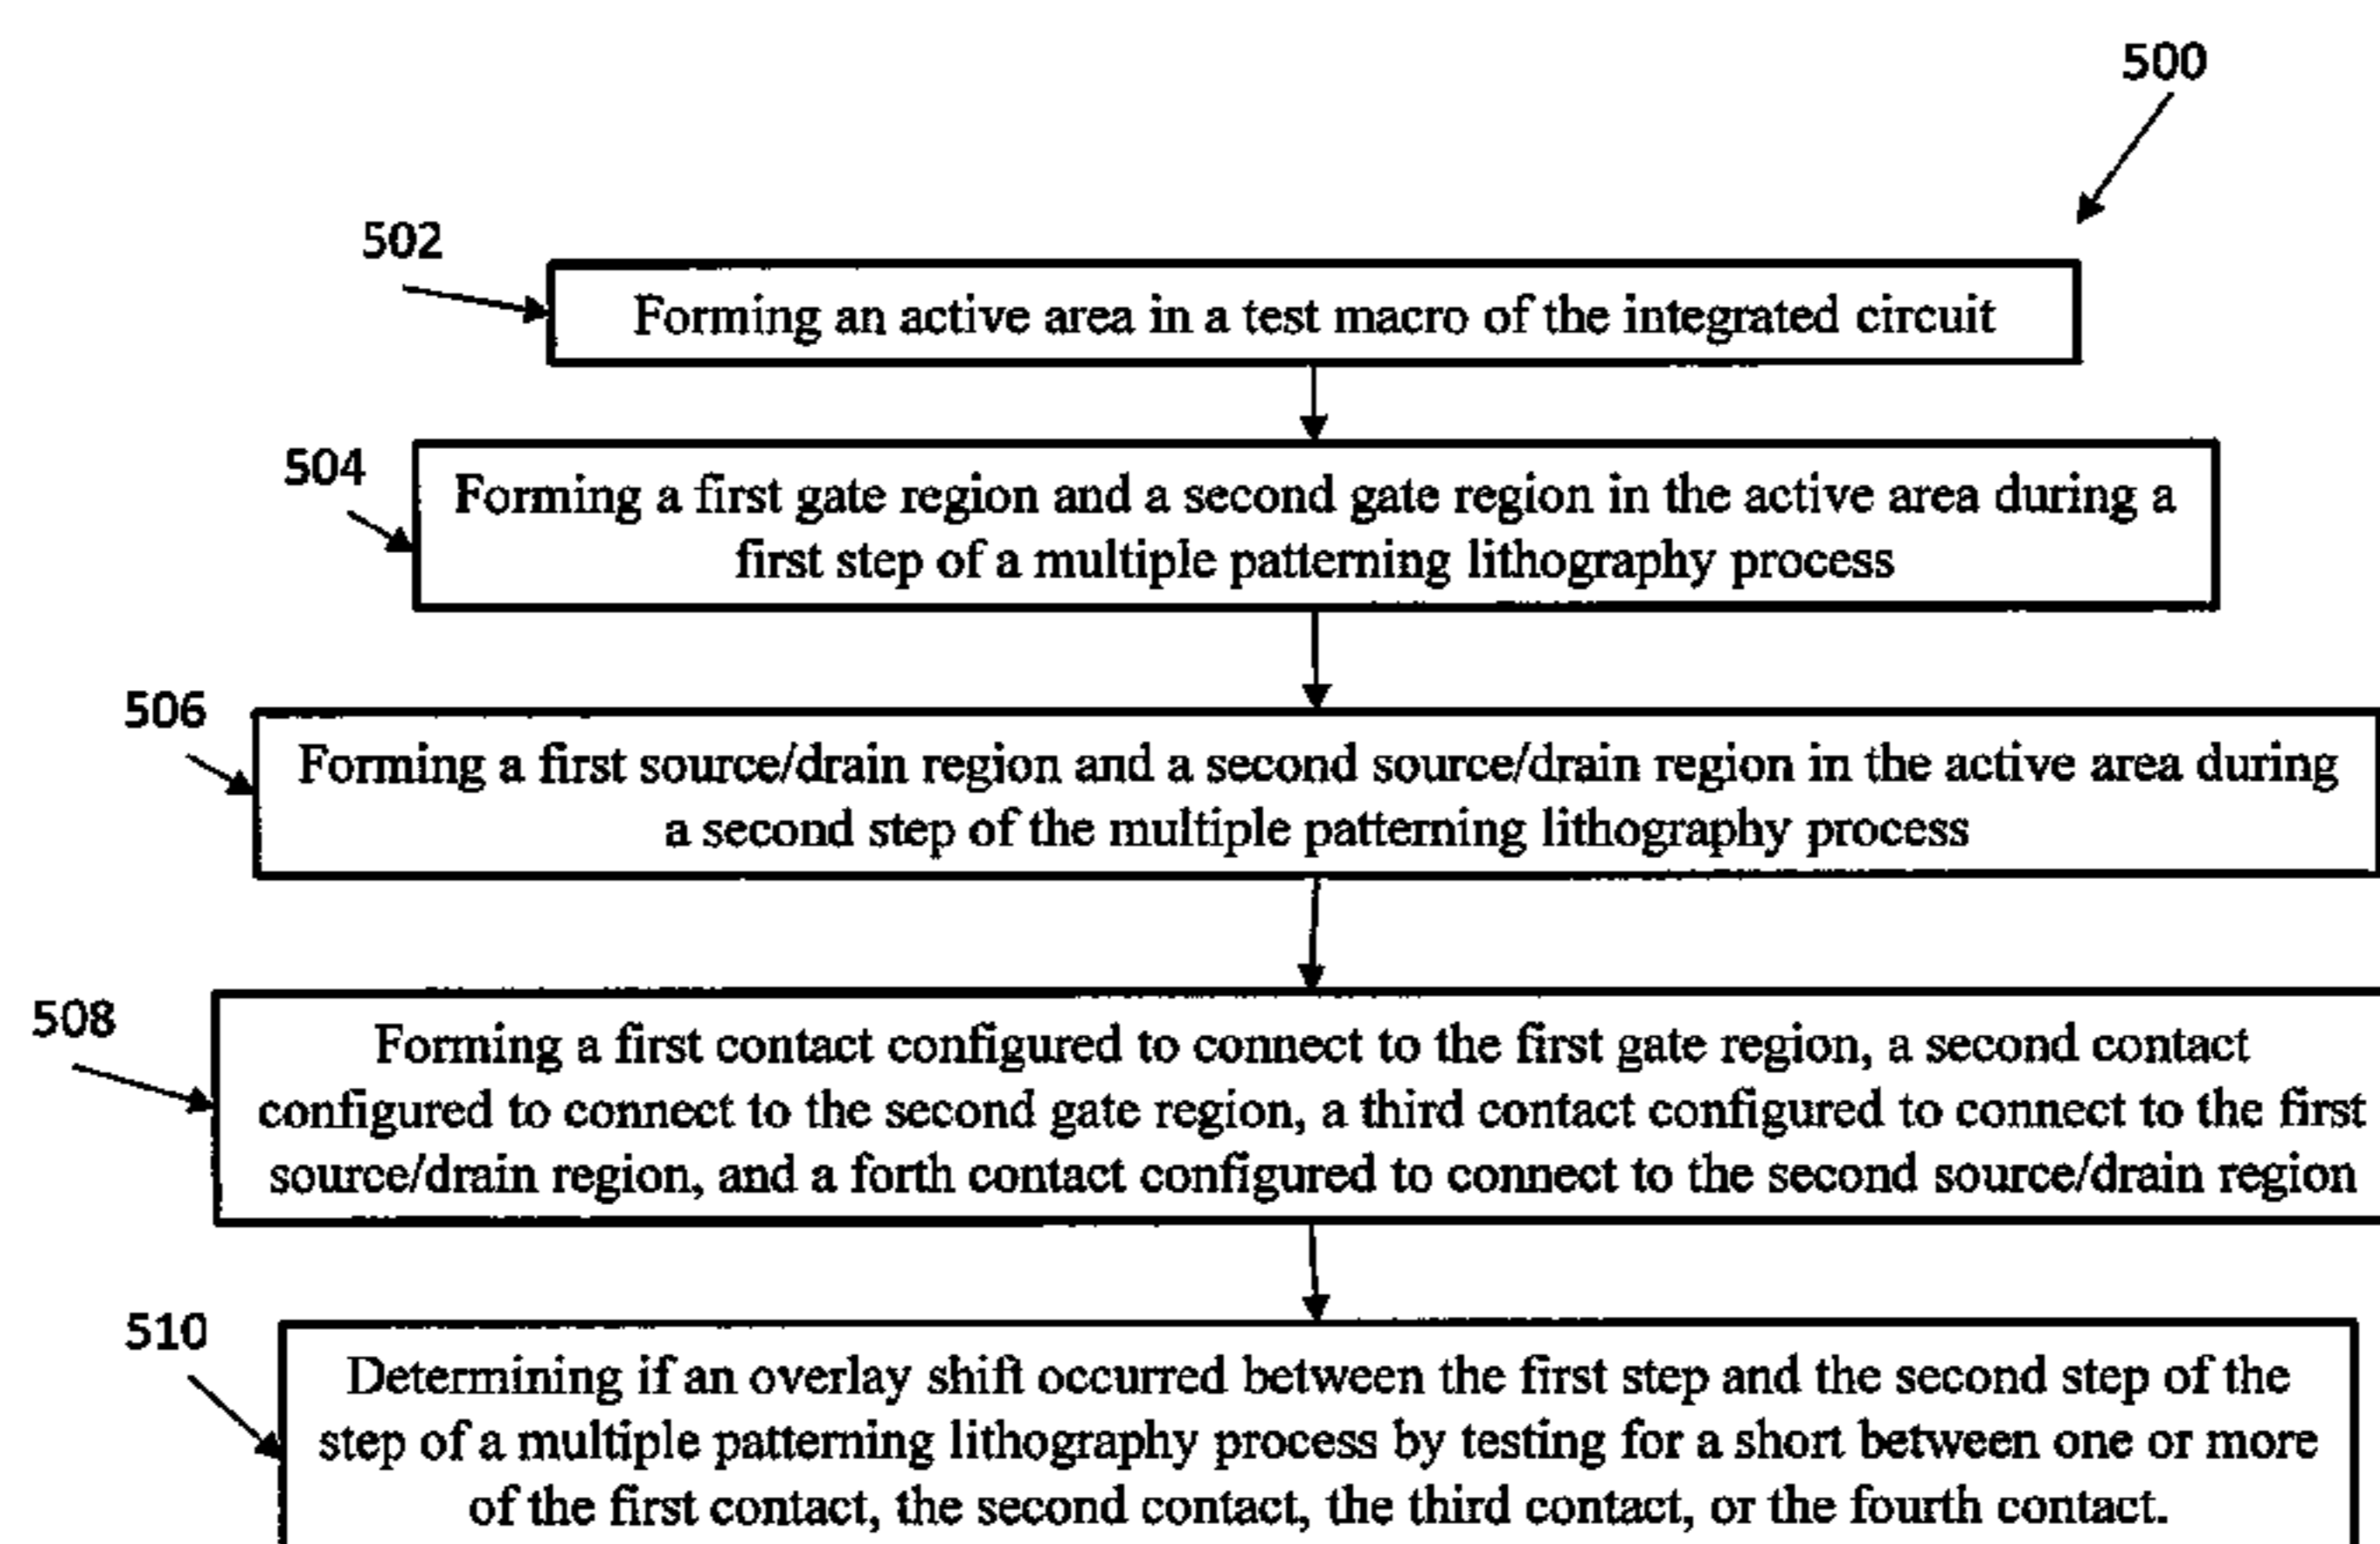 500
502
Forming an active area in a test macro of the integrated circuit
504
Forming a first gate region and a second gate region in the active area during a
first step of a multiple patterning lithography process
506
Forming a first source/drain region and a second source/drain region in the active area during
a second step of the multiple patterning lithography process
508
Forming a first contact configured to connect to the first gate region, a second contact
configured to connect to the second gate region, a third contact configured to connect to the first
source/drain region, and a forth contact configured to connect to the second source/drain region
510
Determining if an overlay shift occurred between the first step and the second step of the
step of a multiple patterning lithography process by testing for a short between one or more
of the first contact, the second contact, the third contact, or the fourth contact.